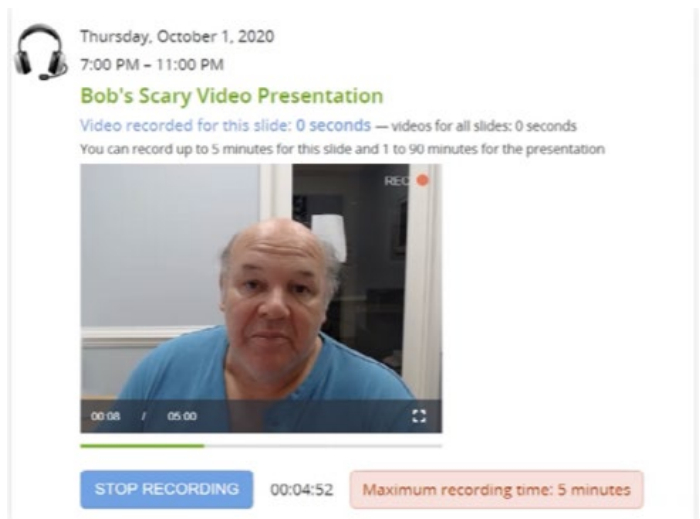 Thursday, October 1, 2020
7:00 PM – 11:00 PM
Bob's Scary Video Presentation
Video recorded for this slide: 0 seconds — videos for all slides: 0 seconds
You can record up to 5 minutes for this slide and 1 to 90 minutes for the presentation
REC
00:08 / 05:00
STOP RECORDING 00:04:52 Maximum recording time: 5 minutes